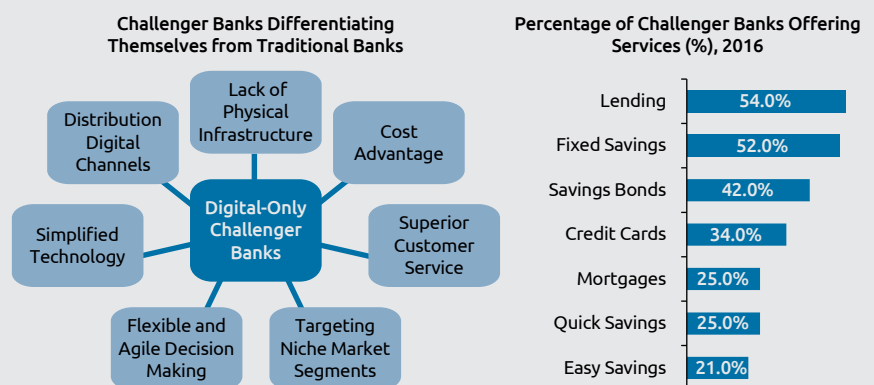 Challenger Banks Differentiating
Themselves from Traditional Banks
Lack of
Physical
Infrastructure
Distribution
Digital
Channels
Cost
Advantage
Digital-Only
Challenger
Banks
Simplified
Technology
Superior
Customer
Service
Flexible and
Agile Decision
Making
Targeting
Niche Market
Segments
Percentage of Challenger Banks Offering
Services (%), 2016
Lending 54.0%
Fixed Savings 52.0%
Savings Bonds 42.0%
Credit Cards 34.0%
Mortgages 25.0%
Quick Savings 25.0%
Easy Savings 21.0%